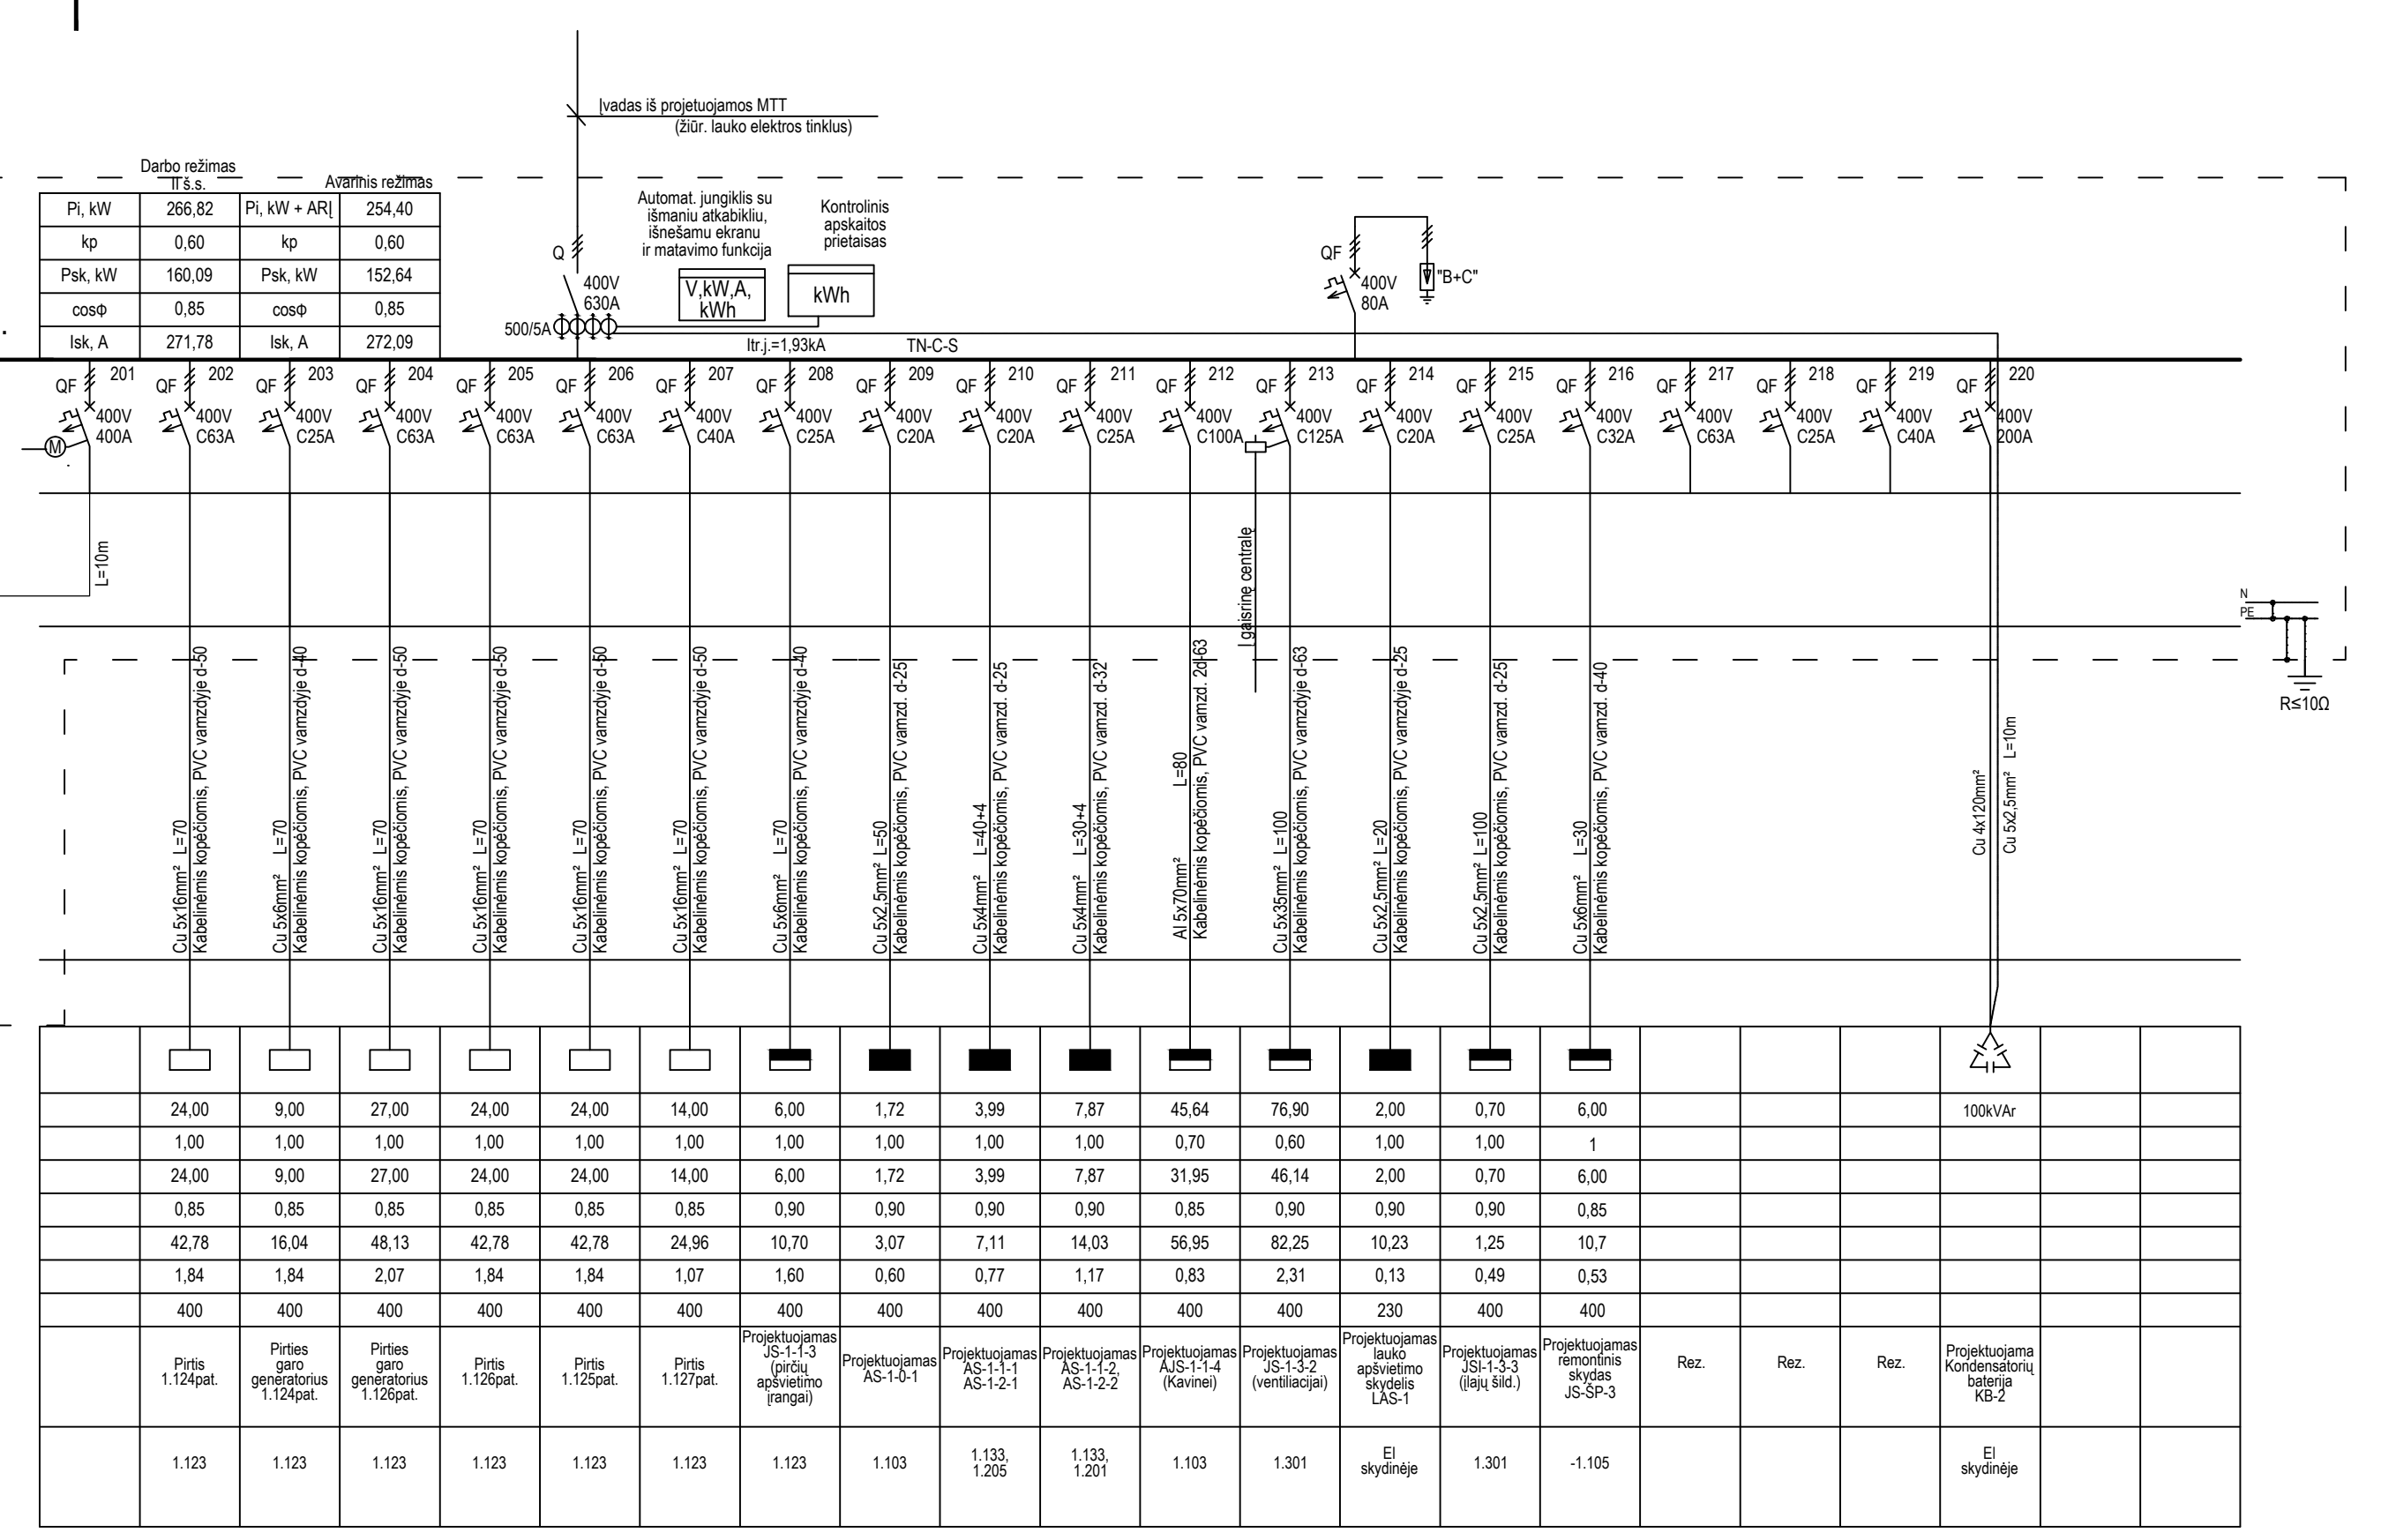 Įvadas iš projetuojamos MTT
(žiūr. lauko elektros tinklus)
Darbo režimas
II š.s.
Avarinis režimas
Pi, kW 266,82 Pi, kW + ARĮ 254,40
kp 0,60 kp 0,60
Psk, kW 160,09 Psk, kW 152,64
cosΦ 0,85 cosΦ 0,85
Isk, A 271,78 Isk, A 272,09
Automat. jungiklis su
išmaniu atkabikliu,
išnešamu ekranu
ir matavimo funkcija
Kontrolinis
apskaitos
prietaisas
Q
400V
630A
500/5A
V,kW,A,
kWh
kWh
QF
400V
80A
"B+C"
Itr.j.=1,93kA TN-C-S
QF 201 QF 202 QF 203 QF 204 QF 205 QF 206 QF 207 QF 208 QF 209 QF 210 QF 211 QF 212 QF 213 QF 214 QF 215 QF 216 QF 217 QF 218 QF 219 QF 220
400V 400V 400V 400V 400V 400V 400V 400V 400V 400V 400V 400V 400V 400V 400V 400V 400V 400V 400V 400V
400A C63A C25A C63A C63A C63A C40A C25A C20A C20A C25A C100A C125A C20A C25A C32A C63A C25A C40A 200A
M
L=10m
Į gaisrinę centralę
N
PE
R≤10Ω
Cu 5x16mm² L=70
Kabelinėmis kopėčiomis, PVC vamzdyje d-50
Cu 5x6mm² L=70
Kabelinėmis kopėčiomis, PVC vamzdyje d-40
Cu 5x16mm² L=70
Kabelinėmis kopėčiomis, PVC vamzdyje d-50
Cu 5x16mm² L=70
Kabelinėmis kopėčiomis, PVC vamzdyje d-50
Cu 5x16mm² L=70
Kabelinėmis kopėčiomis, PVC vamzdyje d-50
Cu 5x16mm² L=70
Kabelinėmis kopėčiomis, PVC vamzdyje d-50
Cu 5x6mm² L=70
Kabelinėmis kopėčiomis, PVC vamzdyje d-40
Cu 5x2,5mm² L=50
Kabelinėmis kopėčiomis, PVC vamzd. d-25
Cu 5x4mm² L=40+4
Kabelinėmis kopėčiomis, PVC vamzd. d-25
Cu 5x4mm² L=30+4
Kabelinėmis kopėčiomis, PVC vamzd. d-32
Al 5x70mm² L=80
Kabelinėmis kopėčiomis, PVC vamzd. 2d-63
Cu 5x35mm² L=100
Kabelinėmis kopėčiomis, PVC vamzdyje d-63
Cu 5x2,5mm² L=20
Kabelinėmis kopėčiomis, PVC vamzdyje d-25
Cu 5x2,5mm² L=100
Kabelinėmis kopėčiomis, PVC vamzd. d-25
Cu 5x6mm² L=30
Kabelinėmis kopėčiomis, PVC vamzd. d-40
Cu 4x120mm²
Cu 5x2,5mm² L=10m
24,00 9,00 27,00 24,00 24,00 14,00 6,00 1,72 3,99 7,87 45,64 76,90 2,00 0,70 6,00 100kVAr
1,00 1,00 1,00 1,00 1,00 1,00 1,00 1,00 1,00 1,00 0,70 0,60 1,00 1,00 1
24,00 9,00 27,00 24,00 24,00 14,00 6,00 1,72 3,99 7,87 31,95 46,14 2,00 0,70 6,00
0,85 0,85 0,85 0,85 0,85 0,85 0,90 0,90 0,90 0,90 0,85 0,90 0,90 0,90 0,85
42,78 16,04 48,13 42,78 42,78 24,96 10,70 3,07 7,11 14,03 56,95 82,25 10,23 1,25 10,7
1,84 1,84 2,07 1,84 1,84 1,07 1,60 0,60 0,77 1,17 0,83 2,31 0,13 0,49 0,53
400 400 400 400 400 400 400 400 400 400 400 400 230 400 400
Pirtis
1.124pat.
Pirties
garo
generatorius
1.124pat.
Pirties
garo
generatorius
1.126pat.
Pirtis
1.126pat.
Pirtis
1.125pat.
Pirtis
1.127pat.
Projektuojamas
JS-1-1-3
(pirčių
apšvietimo
įrangai)
Projektuojamas
AS-1-0-1
Projektuojamas
AS-1-1-1
AS-1-2-1
Projektuojamas
AS-1-1-2,
AS-1-2-2
Projektuojamas
AJS-1-1-4
(Kavinei)
Projektuojamas
JS-1-3-2
(ventiliacijai)
Projektuojamas
lauko
apšvietimo
skydelis
LAS-1
Projektuojamas
JSI-1-3-3
(įlajų šild.)
Projektuojamas
remontinis
skydas
JS-ŠP-3
Rez.
Rez.
Rez.
Projektuojama
Kondensatorių
baterija
KB-2
1.123 1.123 1.123 1.123 1.123 1.123 1.123 1.103
1.133,
1.205
1.133,
1.201
1.103
1.301
El
skydinėje
1.301
-1.105
El
skydinėje